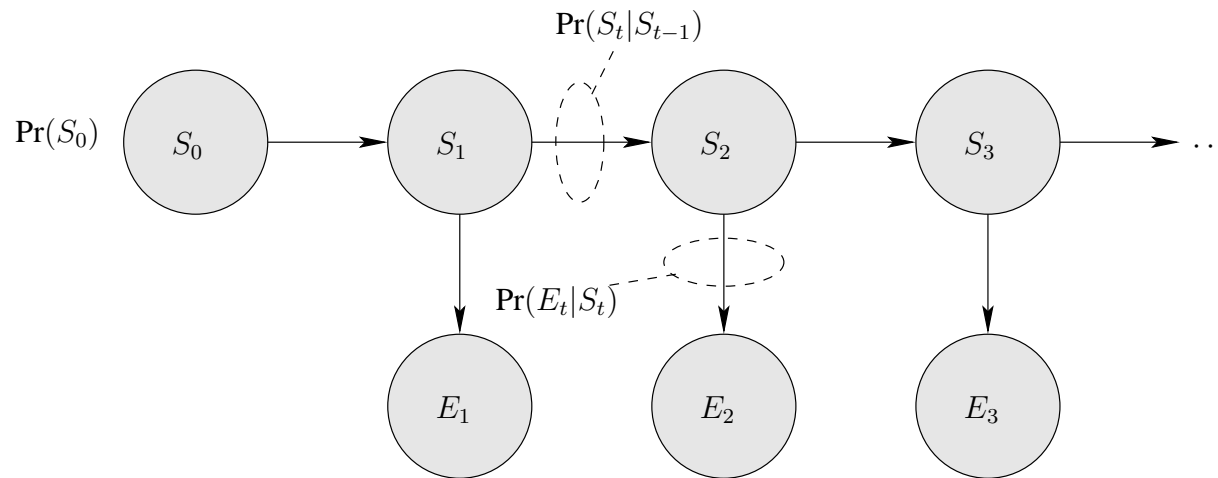 Pr(S_t|S_{t−1})
Pr(S_0)
S_0
S_1
S_2
S_3
..
Pr(E_t|S_t)
E_1
E_2
E_3